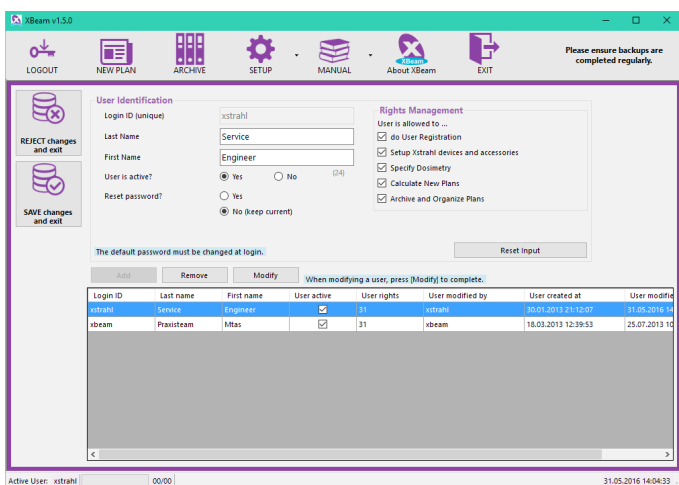 XBeam v1.5.0
LOGOUT
NEW PLAN
ARCHIVE
SETUP
MANUAL
XBeam
About XBeam
EXIT
Please ensure backups are
completed regularly.
REJECT changes
and exit
SAVE changes
and exit
User Identification
Login ID (unique) xstrahl
Last Name Service
First Name Engineer
User is active? Yes No (24)
Reset password? Yes
No (keep current)
The default password must be changed at login.
Rights Management
User is allowed to ...
do User Registration
Setup Xstrahl devices and accessories
Specify Dosimetry
Calculate New Plans
Archive and Organize Plans
Reset Input
Add Remove Modify When modifying a user, press [Modify] to complete.
Login ID Last name First name User active User rights User modified by User created at User modifie
xstrahl Service Engineer 31 xstrahl 30.01.2013 21:12:07 31.05.2016 14
xbeam Praxisteam Mtas 31 xbeam 18.03.2013 12:39:53 25.07.2013 10
Active User: xstrahl 00/00 31.05.2016 14:04:33